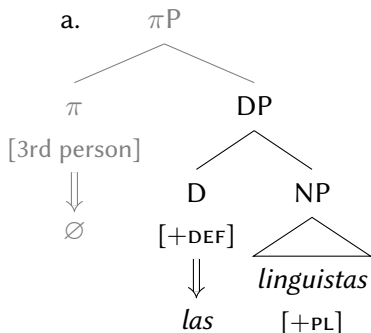 a. πP
π DP
[3rd person] D NP
∅ [+DEF] linguistas
las [+PL]